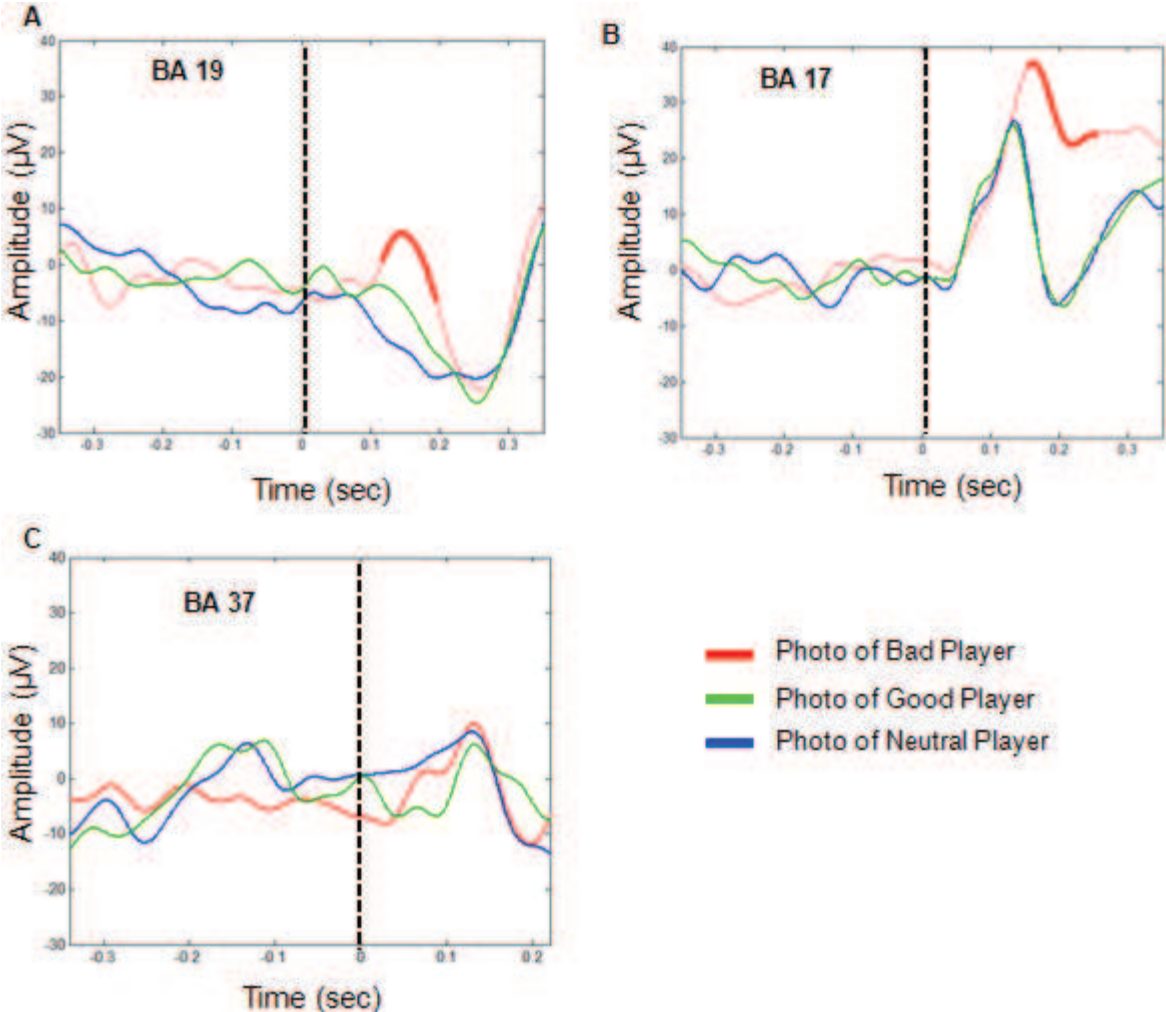 A
BA 19
40
30
20
10
0
-10
-20
-30
-0.3
-0.2
-0.1
0
0.1
0.2
0.3
Amplitude (µV)
Time (sec)
B
BA 17
40
30
20
10
0
-10
-20
-30
-0.3
-0.2
-0.1
0
0.1
0.2
0.3
Amplitude (µV)
Time (sec)
C
BA 37
40
30
20
10
0
-10
-20
-30
-0.3
-0.2
-0.1
0
0.1
0.2
Amplitude (µV)
Time (sec)
Photo of Bad Player
Photo of Good Player
Photo of Neutral Player